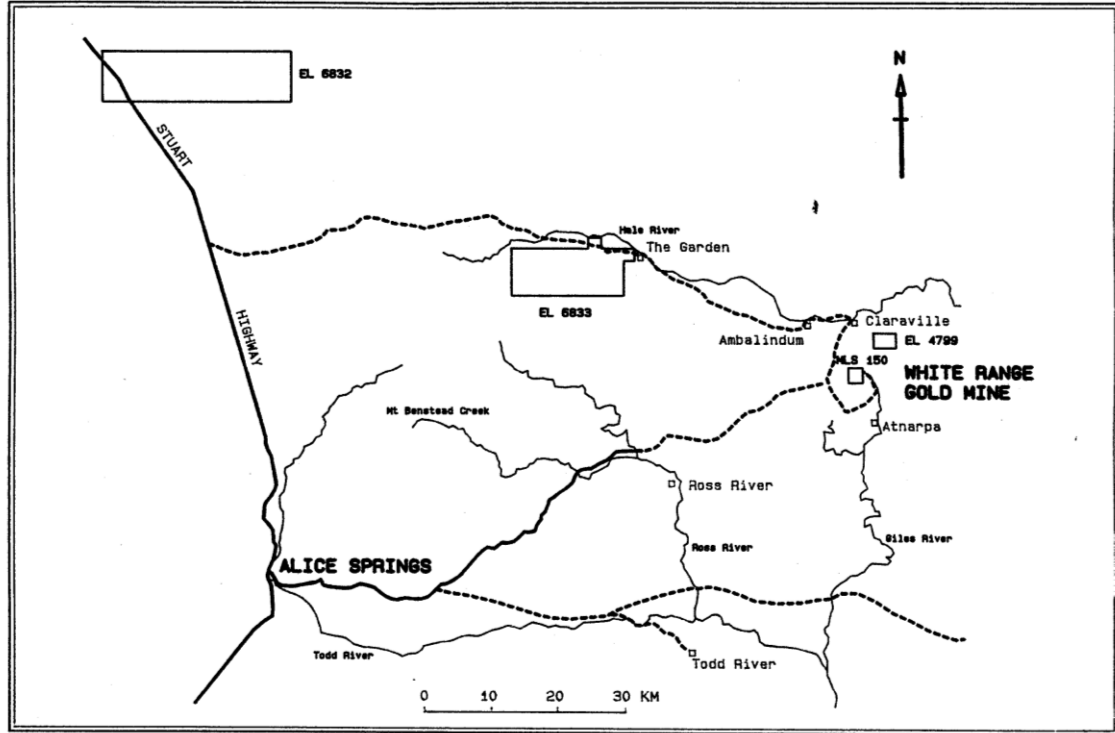 EL 6832
N
STUART
HIGHWAY
Hale River
The Garden
EL 6833
Ambalindum
Claraville
EL 4799
MLS 150
WHITE RANGE
GOLD MINE
Atnarpa
Mt Benstead Creek
Ross River
Ross River
Giles River
ALICE SPRINGS
Todd River
Todd River
0 10 20 30 KM